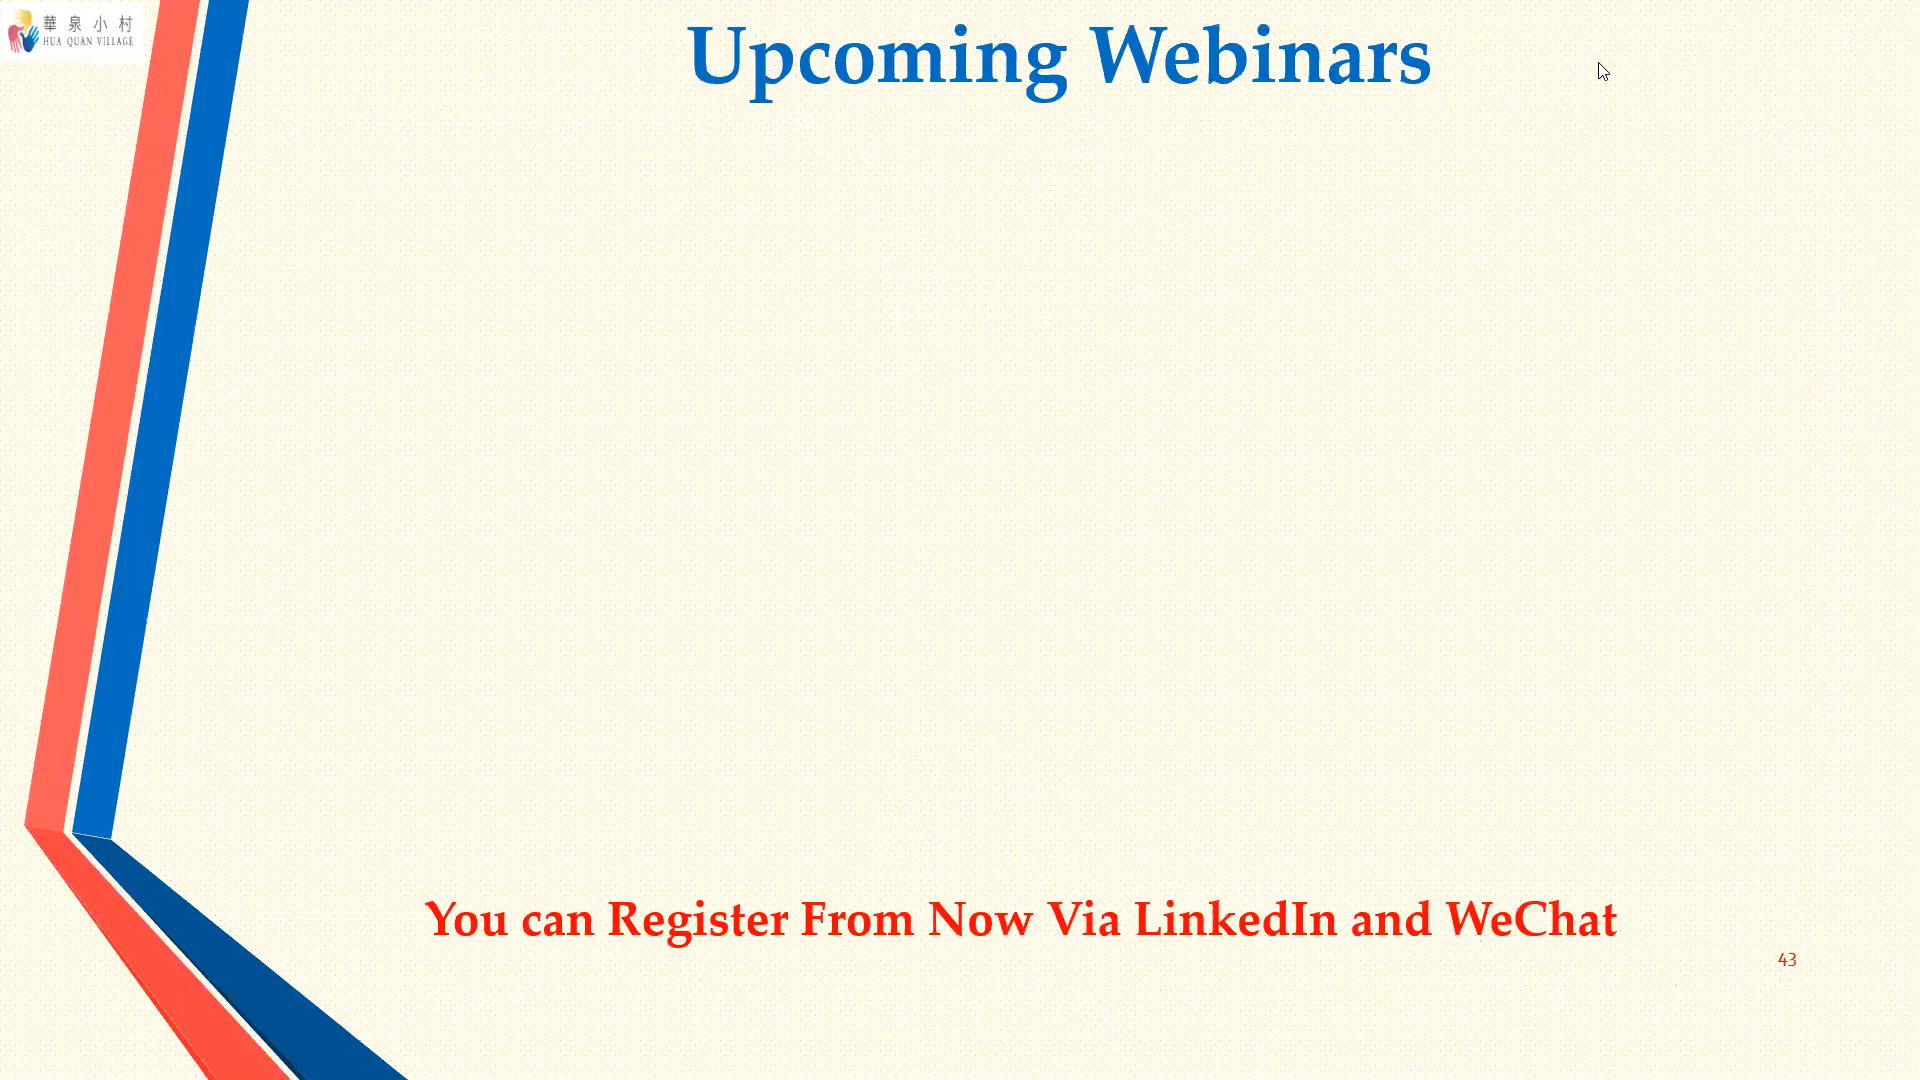 華泉小村
HUA QUAN VILLAGE
Upcoming Webinars
You can Register From Now Via LinkedIn and WeChat
43